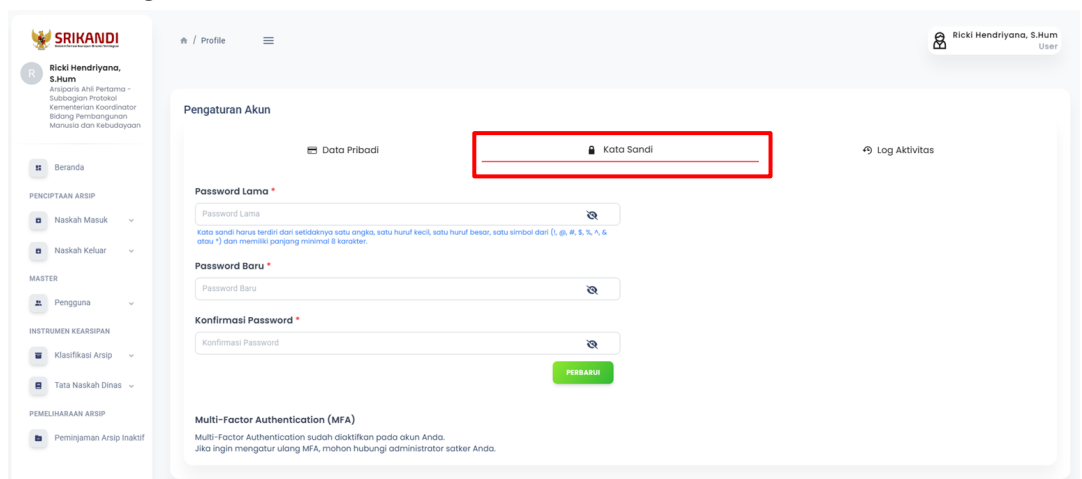 SRIKANDI
/ Profile
Ricki Hendriyana, S.Hum
User
R
Ricki Hendriyana,
S.Hum
Arsiparis Ahli Pertama -
Subbagian Protokol
Kementerian Koordinator
Bidang Pembangunan
Manusia dan Kebudayaan
Beranda
PENCIPTAAN ARSIP
Naskah Masuk
Naskah Keluar
MASTER
Pengguna
INSTRUMEN KEARSIPAN
Klasifikasi Arsip
Tata Naskah Dinas
PEMELIHARAAN ARSIP
Peminjaman Arsip Inaktif
Pengaturan Akun
Data Pribadi
Kata Sandi
Log Aktivitas
Password Lama *
Password Lama
Kata sandi harus terdiri dari setidaknya satu angka, satu huruf kecil, satu huruf besar, satu simbol dari (!, @, #, $, %, ^, &
atau *) dan memiliki panjang minimal 8 karakter.
Password Baru *
Password Baru
Konfirmasi Password *
Konfirmasi Password
PERBARUI
Multi-Factor Authentication (MFA)
Multi-Factor Authentication sudah diaktifkan pada akun Anda.
Jika ingin mengatur ulang MFA, mohon hubungi administrator satker Anda.